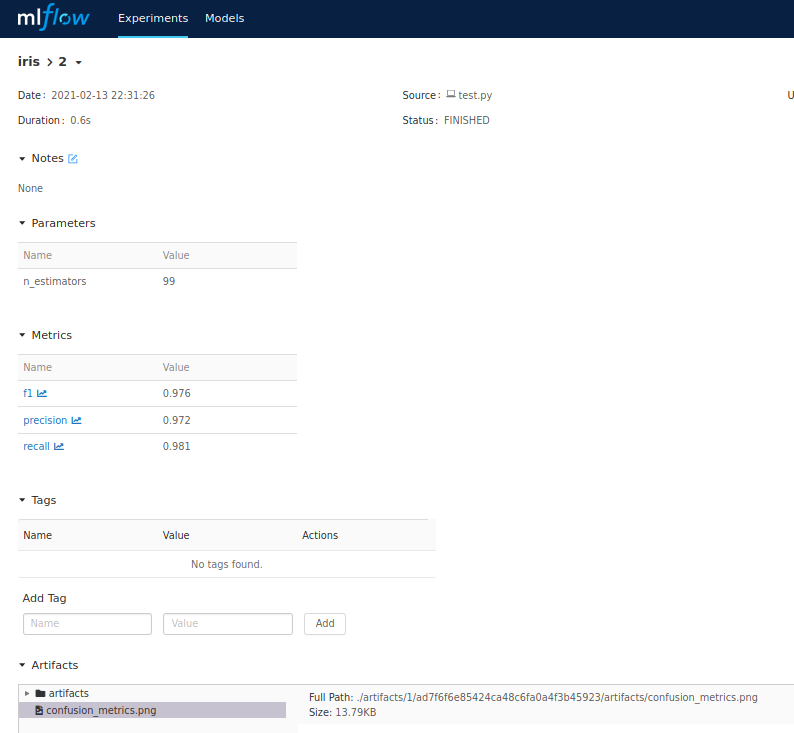 mlflow Experiments Models
iris > 2
Date: 2021-02-13 22:31:26 Source: test.py U
Duration: 0.6s Status: FINISHED
Notes
None
Parameters
Name Value
n_estimators 99
Metrics
Name Value
f1 0.976
precision 0.972
recall 0.981
Tags
Name Value Actions
No tags found.
Add Tag
Name Value Add
Artifacts
artifacts
confusion_metrics.png
Full Path: ./artifacts/1/ad7f6f6e85424ca48c6fa0a4f3b45923/artifacts/confusion_metrics.png
Size: 13.79KB